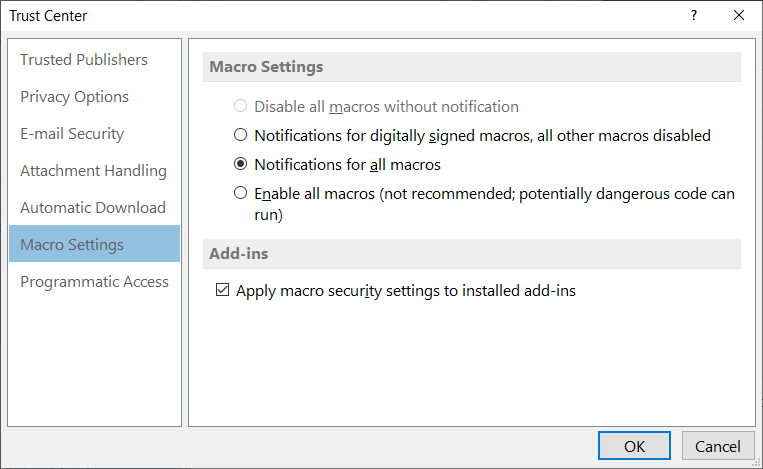 Trust Center
?
Trusted Publishers
Privacy Options
E-mail Security
Attachment Handling
Automatic Download
Macro Settings
Programmatic Access
Macro Settings
Disable all macros without notification
Notifications for digitally signed macros, all other macros disabled
Notifications for all macros
Enable all macros (not recommended; potentially dangerous code can
run)
Add-ins
Apply macro security settings to installed add-ins
OK
Cancel